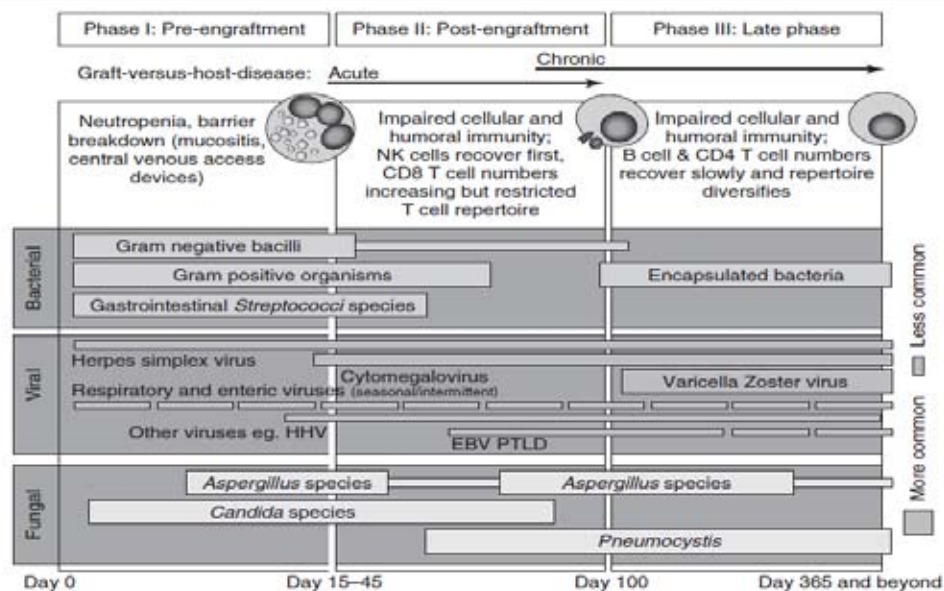 Phase I: Pre-engraftment
Phase II: Post-engraftment
Phase III: Late phase
Graft-versus-host-disease:
Acute
Chronic
Neutropenia, barrier
breakdown (mucositis,
central venous access
devices)
Impaired cellular and
humoral immunity;
NK cells recover first,
CD8 T cell numbers
increasing but restricted
T cell repertoire
Impaired cellular and
humoral immunity;
B cell & CD4 T cell numbers
recover slowly and repertoire
diversifies
Bacterial
Gram negative bacilli
Gram positive organisms
Encapsulated bacteria
Gastrointestinal Streptococci species
Viral
Herpes simplex virus
Cytomegalovirus
Respiratory and enteric viruses (seasonal/intermittent)
Varicella Zoster virus
Other viruses eg. HHV
EBV PTLD
Fungal
Aspergillus species
Aspergillus species
Candida species
Pneumocystis
Less common
More common
Day 0
Day 15–45
Day 100
Day 365 and beyond